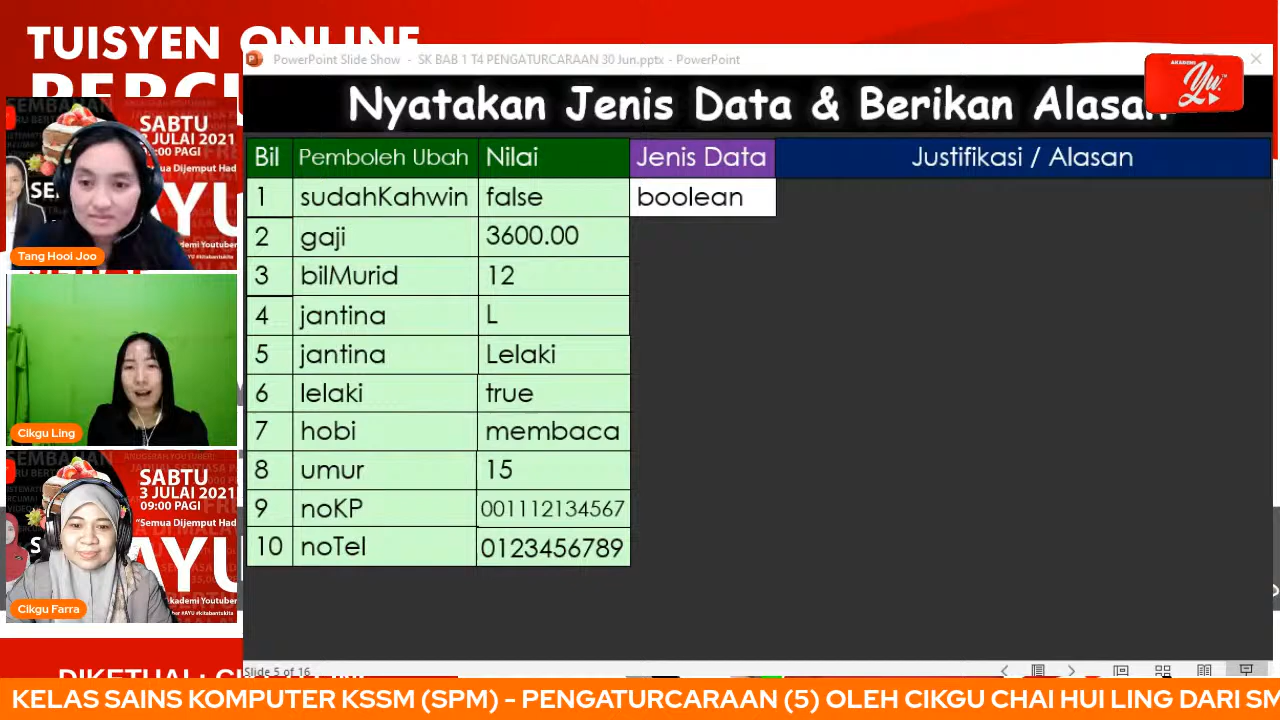 TUISYEN ONLINE
PowerPoint Slide Show - SK BAB 1 T4 PENGATURCARAAN 30 Jun.pptx - PowerPoint
AKADEMI
Yu
Nyatakan Jenis Data & Berikan Alasan
Bil Pemboleh Ubah Nilai Jenis Data Justifikasi / Alasan
1 sudahKahwin false boolean
2 gaji 3600.00
3 bilMurid 12
4 jantina L
5 jantina Lelaki
6 lelaki true
7 hobi membaca
8 umur 15
9 noKP 001112134567
10 noTel 0123456789
Slide 5 of 16
SABTU
JULAI 2021
:00 PAGI
Semua Dijemput Had
Tang Hooi Joo
Cikgu Ling
SABTU
3 JULAI 2021
09:00 PAGI
"Semua Dijemput Had
AYU
kademi Youtuber
Cikgu Farra
KELAS SAINS KOMPUTER KSSM (SPM) - PENGATURCARAAN (5) OLEH CIKGU CHAI HUI LING DARI SM